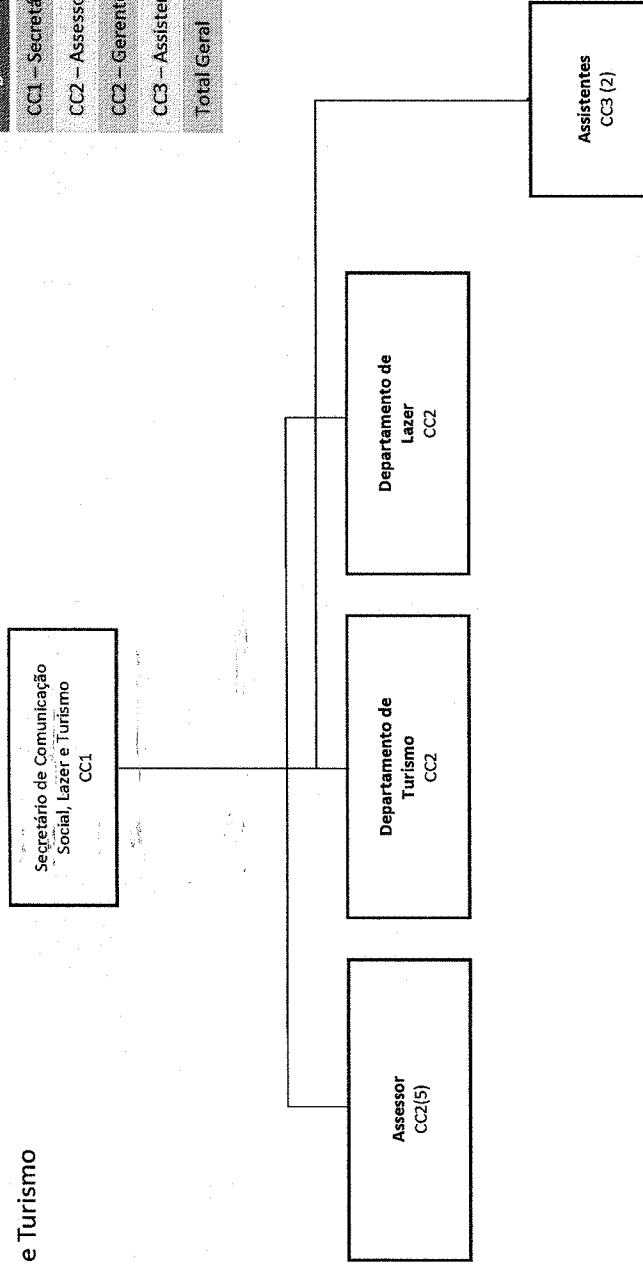 e Turismo
CC1 – Secretá
CC2 – Assesso
CC2 – Gerent
CC3 – Assisten
Total Geral
Secretário de Comunicação
Social, Lazer e Turismo
CC1
Assessor
CC2(5)
Departamento de
Turismo
CC2
Departamento de
Lazer
CC2
Assistentes
CC3 (2)